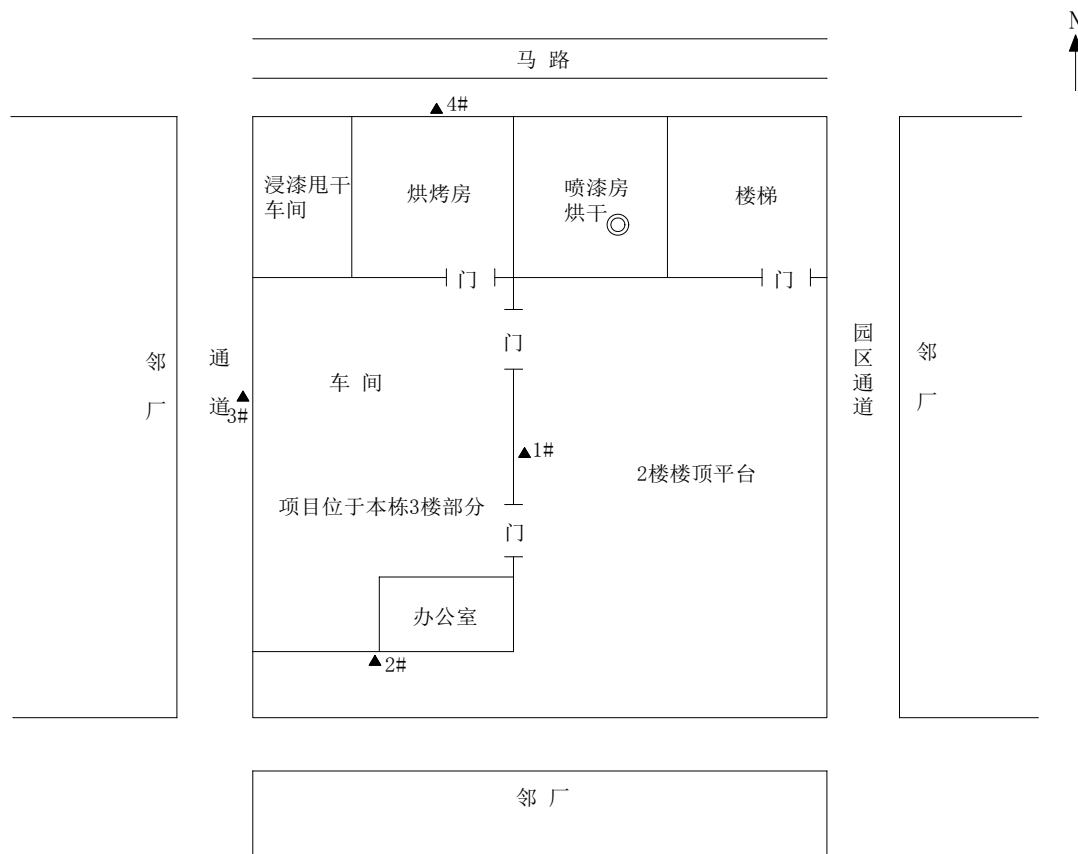 N
马 路
4#
浸漆甩干
车间
烘烤房
喷漆房
烘干
楼梯
门
门
门
邻
厂
通
道
3#
车 间
园
区
通
道
邻
厂
1#
2楼楼顶平台
项目位于本栋3楼部分
门
办公室
2#
邻 厂